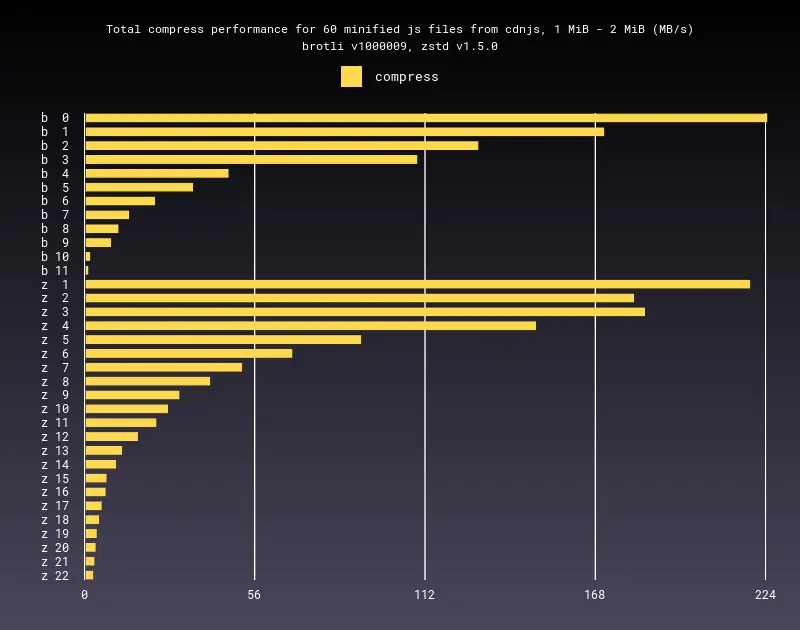 Total compress performance for 60 minified js files from cdnjs, 1 MiB - 2 MiB (MB/s)
brotli v1000009, zstd v1.5.0
compress
b 0
b 1
b 2
b 3
b 4
b 5
b 6
b 7
b 8
b 9
b 10
b 11
z 1
z 2
z 3
z 4
z 5
z 6
z 7
z 8
z 9
z 10
z 11
z 12
z 13
z 14
z 15
z 16
z 17
z 18
z 19
z 20
z 21
z 22
0 56 112 168 224